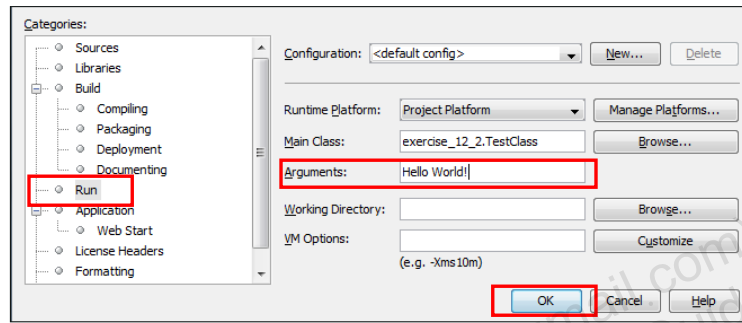 Categories:
Sources
Libraries
Build
Compiling
Packaging
Deployment
Documenting
Run
Application
Web Start
License Headers
Formatting
Configuration: <default config> New... Delete
Runtime Platform: Project Platform Manage Platforms...
Main Class: exercise_12_2.TestClass Browse...
Arguments: Hello World!
Working Directory: Browse...
VM Options: Customize
(e.g. -Xms10m)
OK Cancel Help